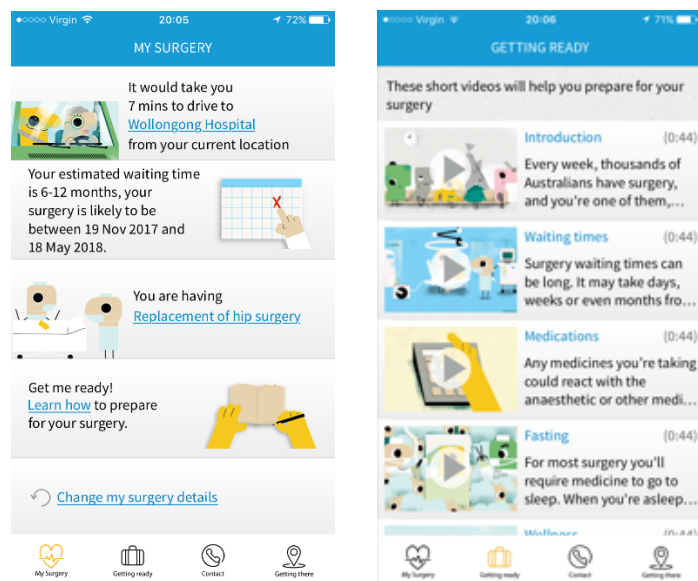 Virgin 20:05 72%
MY SURGERY
It would take you
7 mins to drive to
Wollongong Hospital
from your current location
Your estimated waiting time
is 6-12 months, your
surgery is likely to be
between 19 Nov 2017 and
18 May 2018.
You are having
Replacement of hip surgery
Get me ready!
Learn how to prepare
for your surgery.
Change my surgery details
My Surgery Getting ready Contact Getting there
Virgin 20:06 71%
GETTING READY
These short videos will help you prepare for your
surgery
Introduction (0:44)
Every week, thousands of
Australians have surgery,
and you're one of them,...
Waiting times (0:44)
Surgery waiting times can
be long. It may take days,
weeks or even months fro...
Medications (0:44)
Any medicines you're taking
could react with the
anaesthetic or other medi...
Fasting (0:44)
For most surgery you'll
require medicine to go to
sleep. When you're asleep...
Wellness (0:44)
My Surgery Getting ready Contact Getting there